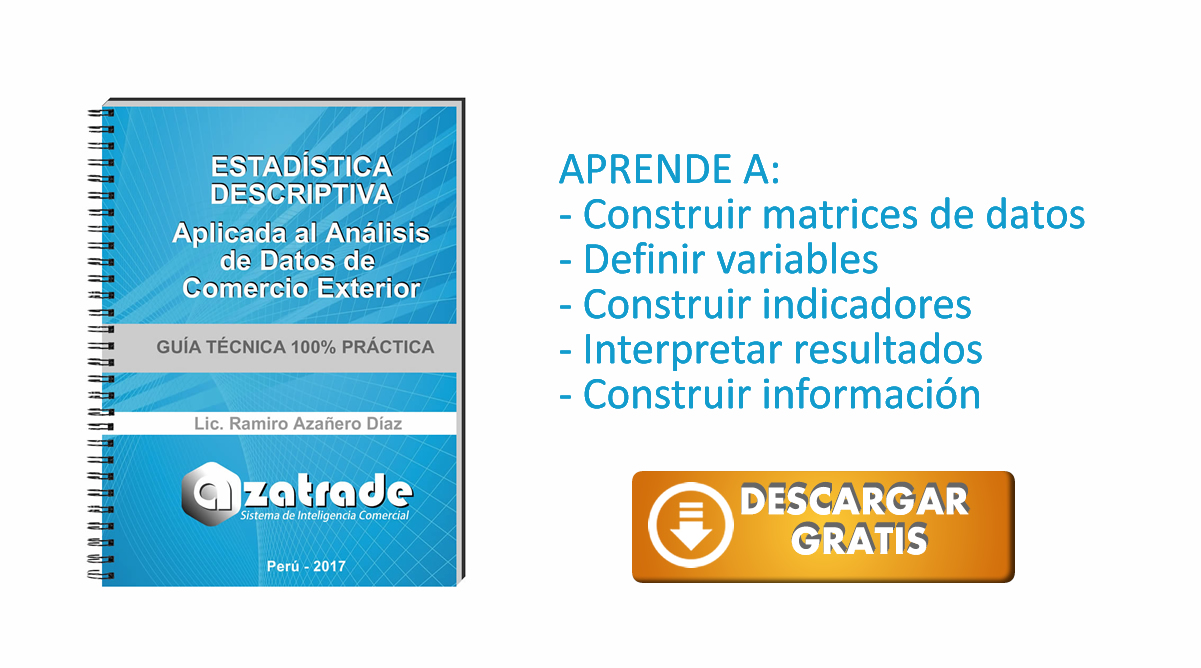 ESTADÍSTICA
DESCRIPTIVA
Aplicada al Análisis
de Datos de
Comercio Exterior
GUÍA TÉCNICA 100% PRÁCTICA
Lic. Ramiro Azañero Díaz
azatrade
Sistema de Inteligencia Comercial
Perú - 2017
APRENDE A:
- Construir matrices de datos
- Definir variables
- Construir indicadores
- Interpretar resultados
- Construir información
DESCARGAR
GRATIS